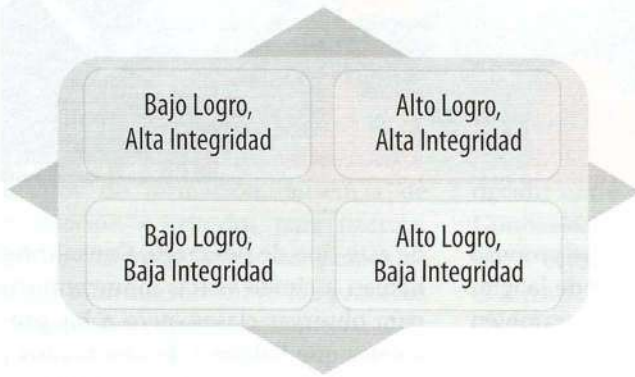 Bajo Logro,
Alta Integridad
Alto Logro,
Alta Integridad
Bajo Logro,
Baja Integridad
Alto Logro,
Baja Integridad